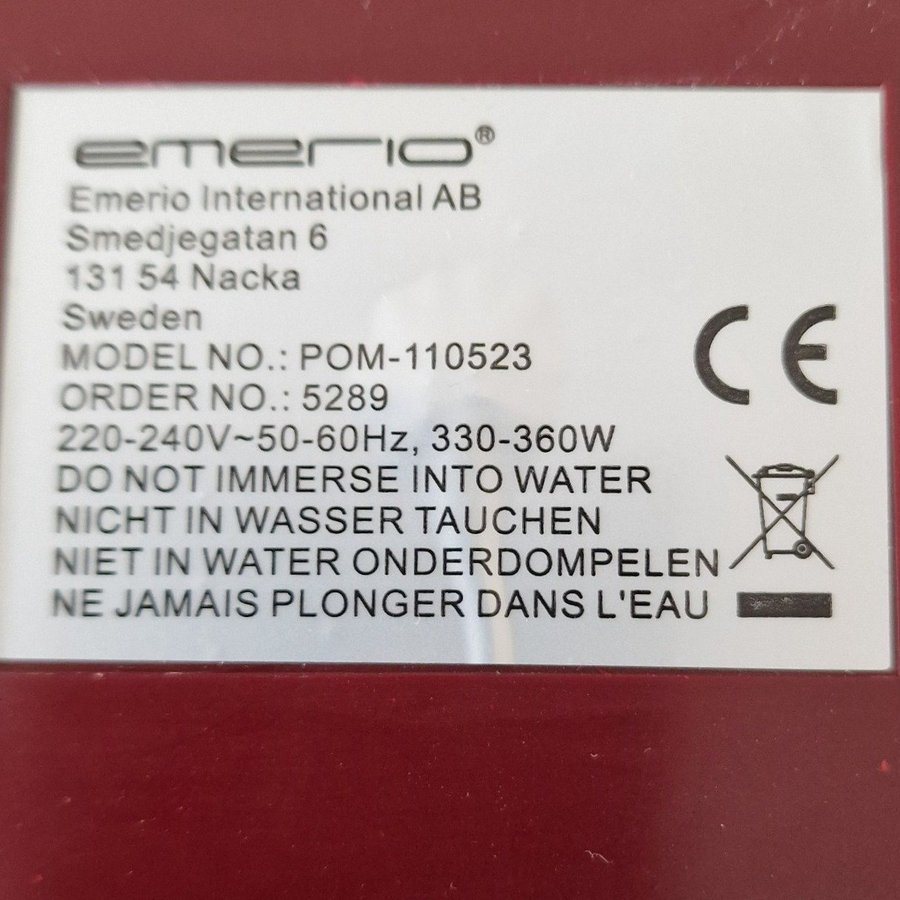 emerio®
Emerio International AB
Smedjegatan 6
131 54 Nacka
Sweden
MODEL NO.: POM-110523
ORDER NO.: 5289
220-240V~50-60Hz, 330-360W
DO NOT IMMERSE INTO WATER
NICHT IN WASSER TAUCHEN
NIET IN WATER ONDERDOMPELEN
NE JAMAIS PLONGER DANS L'EAU
CE